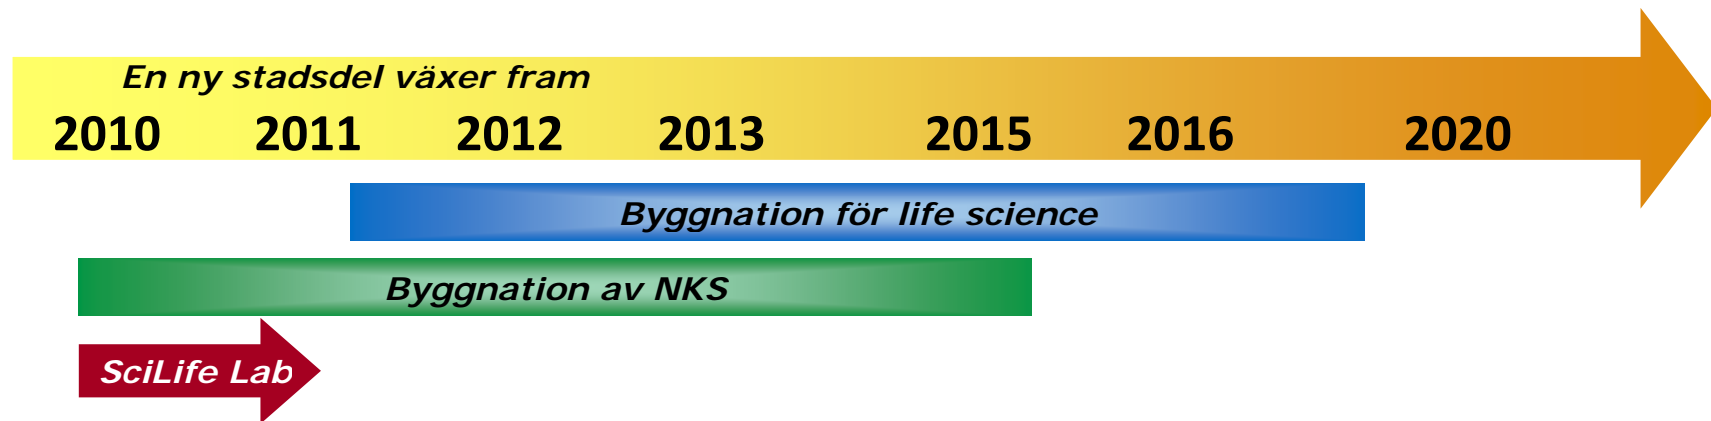 En ny stadsdel växer fram
2010 2011 2012 2013 2015 2016 2020
Byggnation för life science
Byggnation av NKS
SciLife Lab